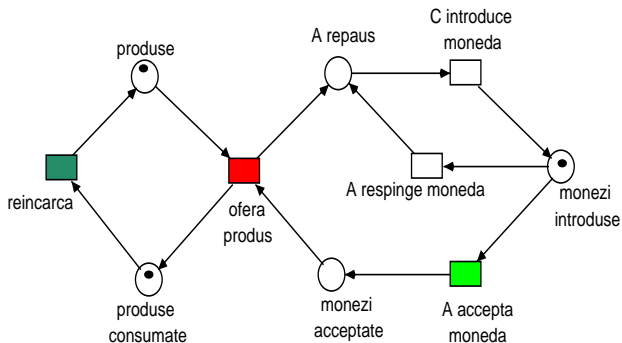 C introduce
moneda
A repaus
produse
reincarca
ofera
produs
A respinge moneda
monezi
introduse
produse
consumate
monezi
acceptate
A accepta
moneda